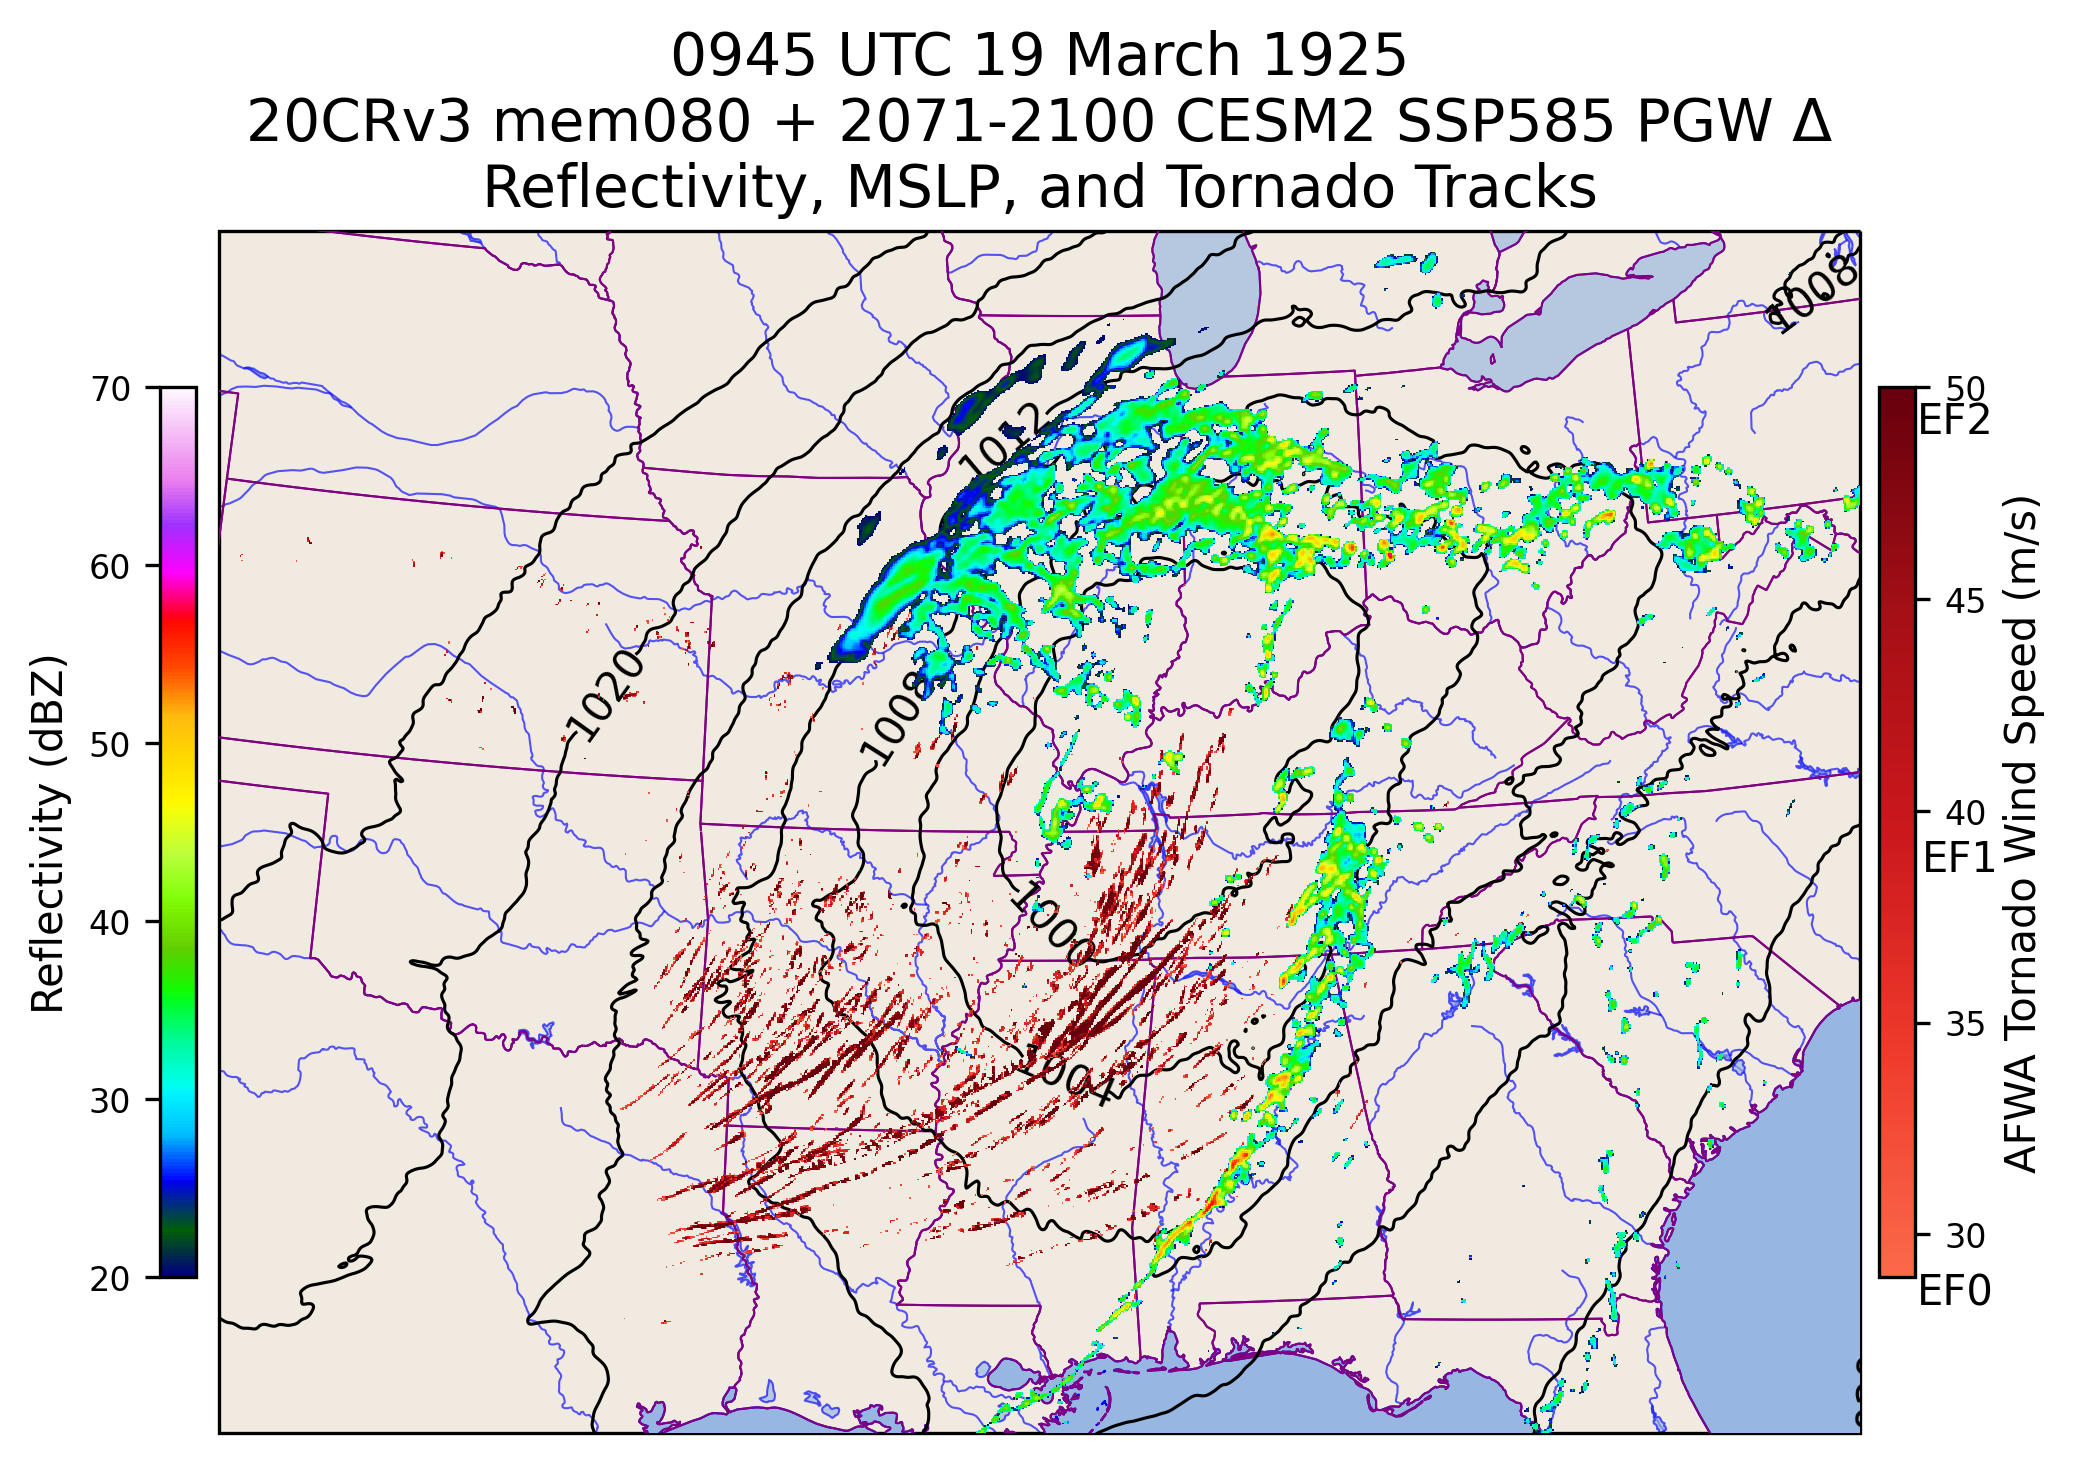 0945 UTC 19 March 1925
20CRv3 mem080 + 2071-2100 CESM2 SSP585 PGW Δ
Reflectivity, MSLP, and Tornado Tracks
70
60
50
40
30
20
Reflectivity (dBZ)
1008
1012
1020
1008
1000
1004
50
EF2
45
40
EF1
35
30
EF0
AFWA Tornado Wind Speed (m/s)